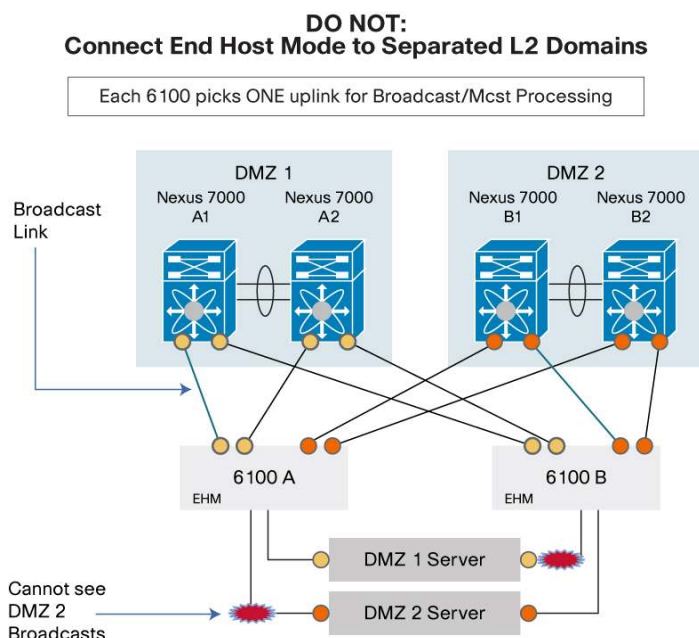 DO NOT:
Connect End Host Mode to Separated L2 Domains
Each 6100 picks ONE uplink for Broadcast/Mcst Processing
DMZ 1
DMZ 2
Nexus 7000
A1
Nexus 7000
A2
Nexus 7000
B1
Nexus 7000
B2
Broadcast
Link
6100 A
EHM
6100 B
EHM
DMZ 1 Server
DMZ 2 Server
Cannot see
DMZ 2
Broadcasts